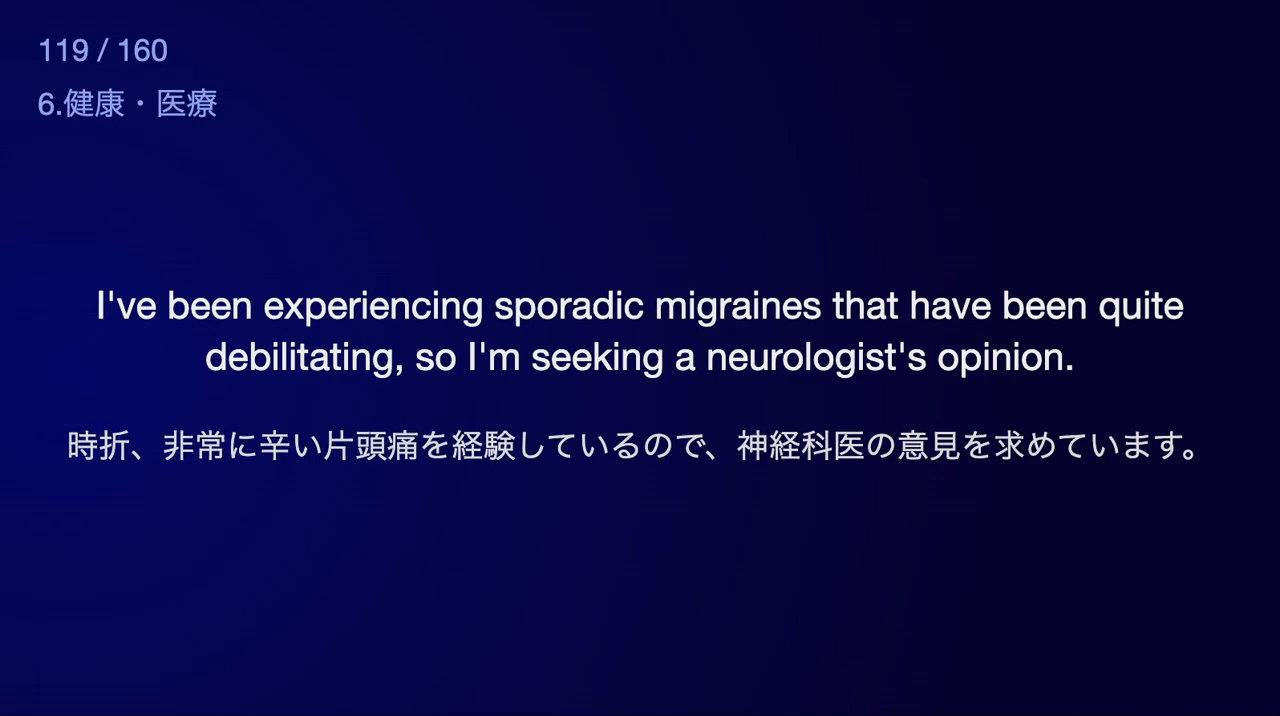 119 / 160
6.健康・医療
I've been experiencing sporadic migraines that have been quite
debilitating, so I'm seeking a neurologist's opinion.
時折、非常に辛い片頭痛を経験しているので、神経科医の意見を求めています。